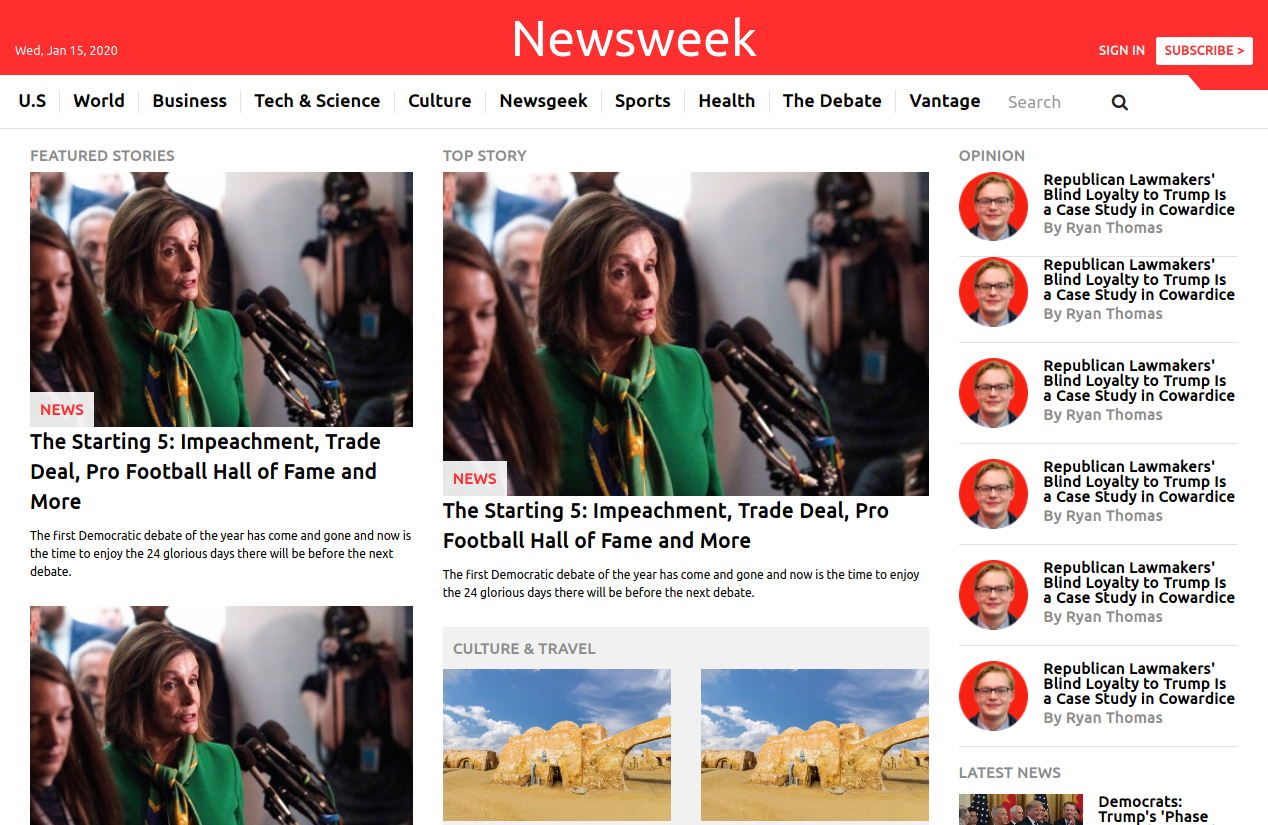 Newsweek
Wed, Jan 15, 2020
SIGN IN
SUBSCRIBE >
U.S
World
Business
Tech & Science
Culture
Newsgeek
Sports
Health
The Debate
Vantage
Search
FEATURED STORIES
NEWS
The Starting 5: Impeachment, Trade
Deal, Pro Football Hall of Fame and
More
The first Democratic debate of the year has come and gone and now is
the time to enjoy the 24 glorious days there will be before the next
debate.
TOP STORY
NEWS
The Starting 5: Impeachment, Trade Deal, Pro
Football Hall of Fame and More
The first Democratic debate of the year has come and gone and now is the time to enjoy
the 24 glorious days there will be before the next debate.
CULTURE & TRAVEL
OPINION
Republican Lawmakers'
Blind Loyalty to Trump Is
a Case Study in Cowardice
By Ryan Thomas
Republican Lawmakers'
Blind Loyalty to Trump Is
a Case Study in Cowardice
By Ryan Thomas
Republican Lawmakers'
Blind Loyalty to Trump Is
a Case Study in Cowardice
By Ryan Thomas
Republican Lawmakers'
Blind Loyalty to Trump Is
a Case Study in Cowardice
By Ryan Thomas
Republican Lawmakers'
Blind Loyalty to Trump Is
a Case Study in Cowardice
By Ryan Thomas
Republican Lawmakers'
Blind Loyalty to Trump Is
a Case Study in Cowardice
By Ryan Thomas
LATEST NEWS
Democrats:
Trump's 'Phase